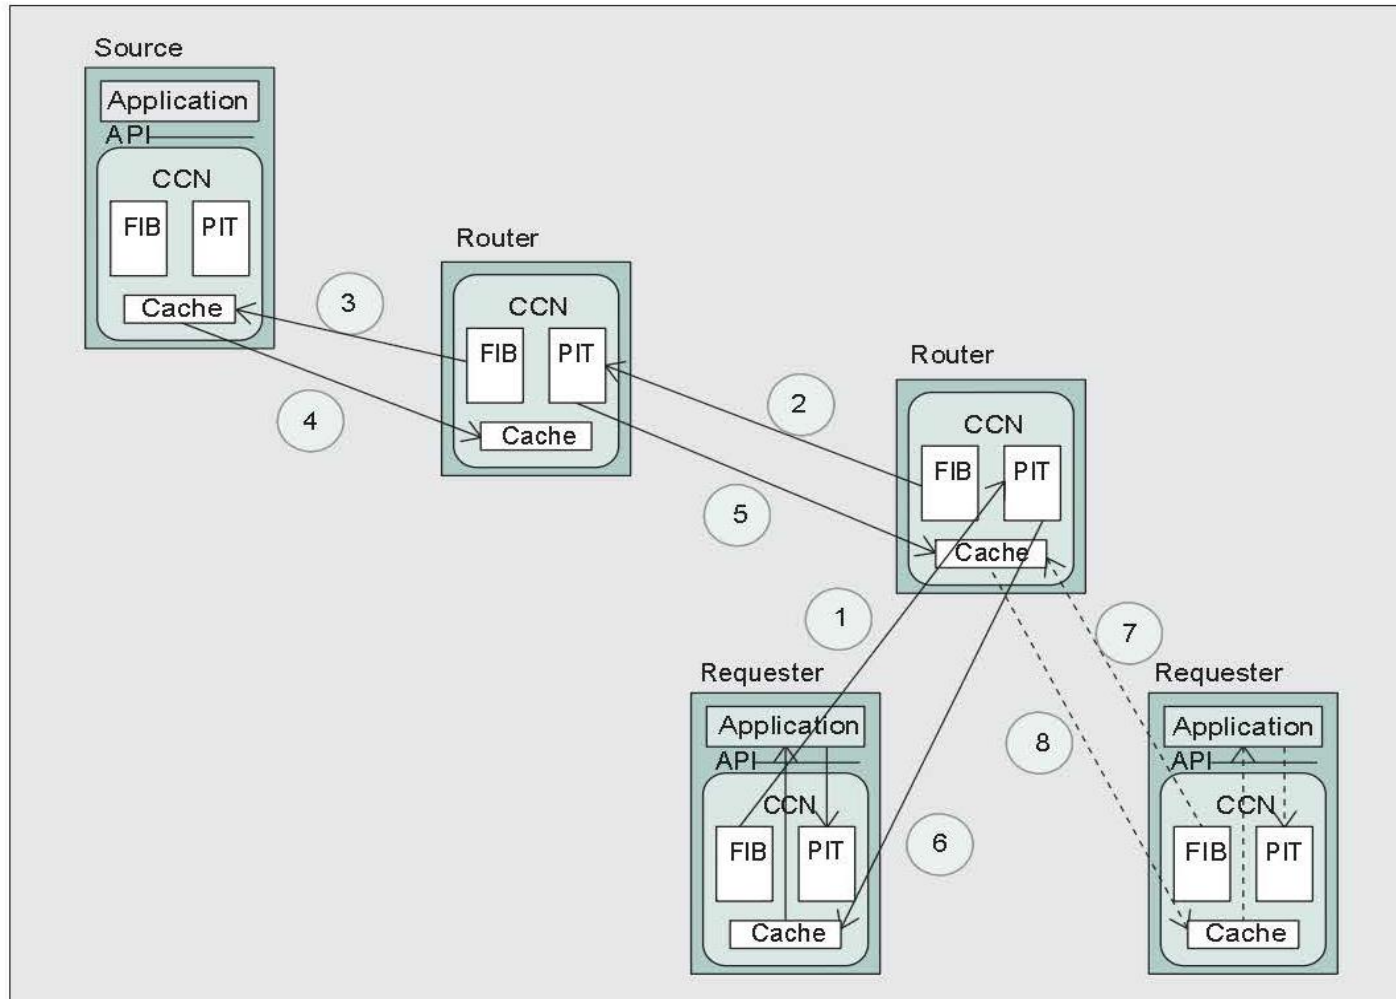 Source
Application
API
CCN
FIB PIT
Cache
Router
CCN
FIB PIT
Cache
3
4
Router
CCN
FIB PIT
Cache
2
5
1
7
Requester
Application
API
CCN
FIB PIT
Cache
6
8
Requester
Application
API
CCN
FIB PIT
Cache